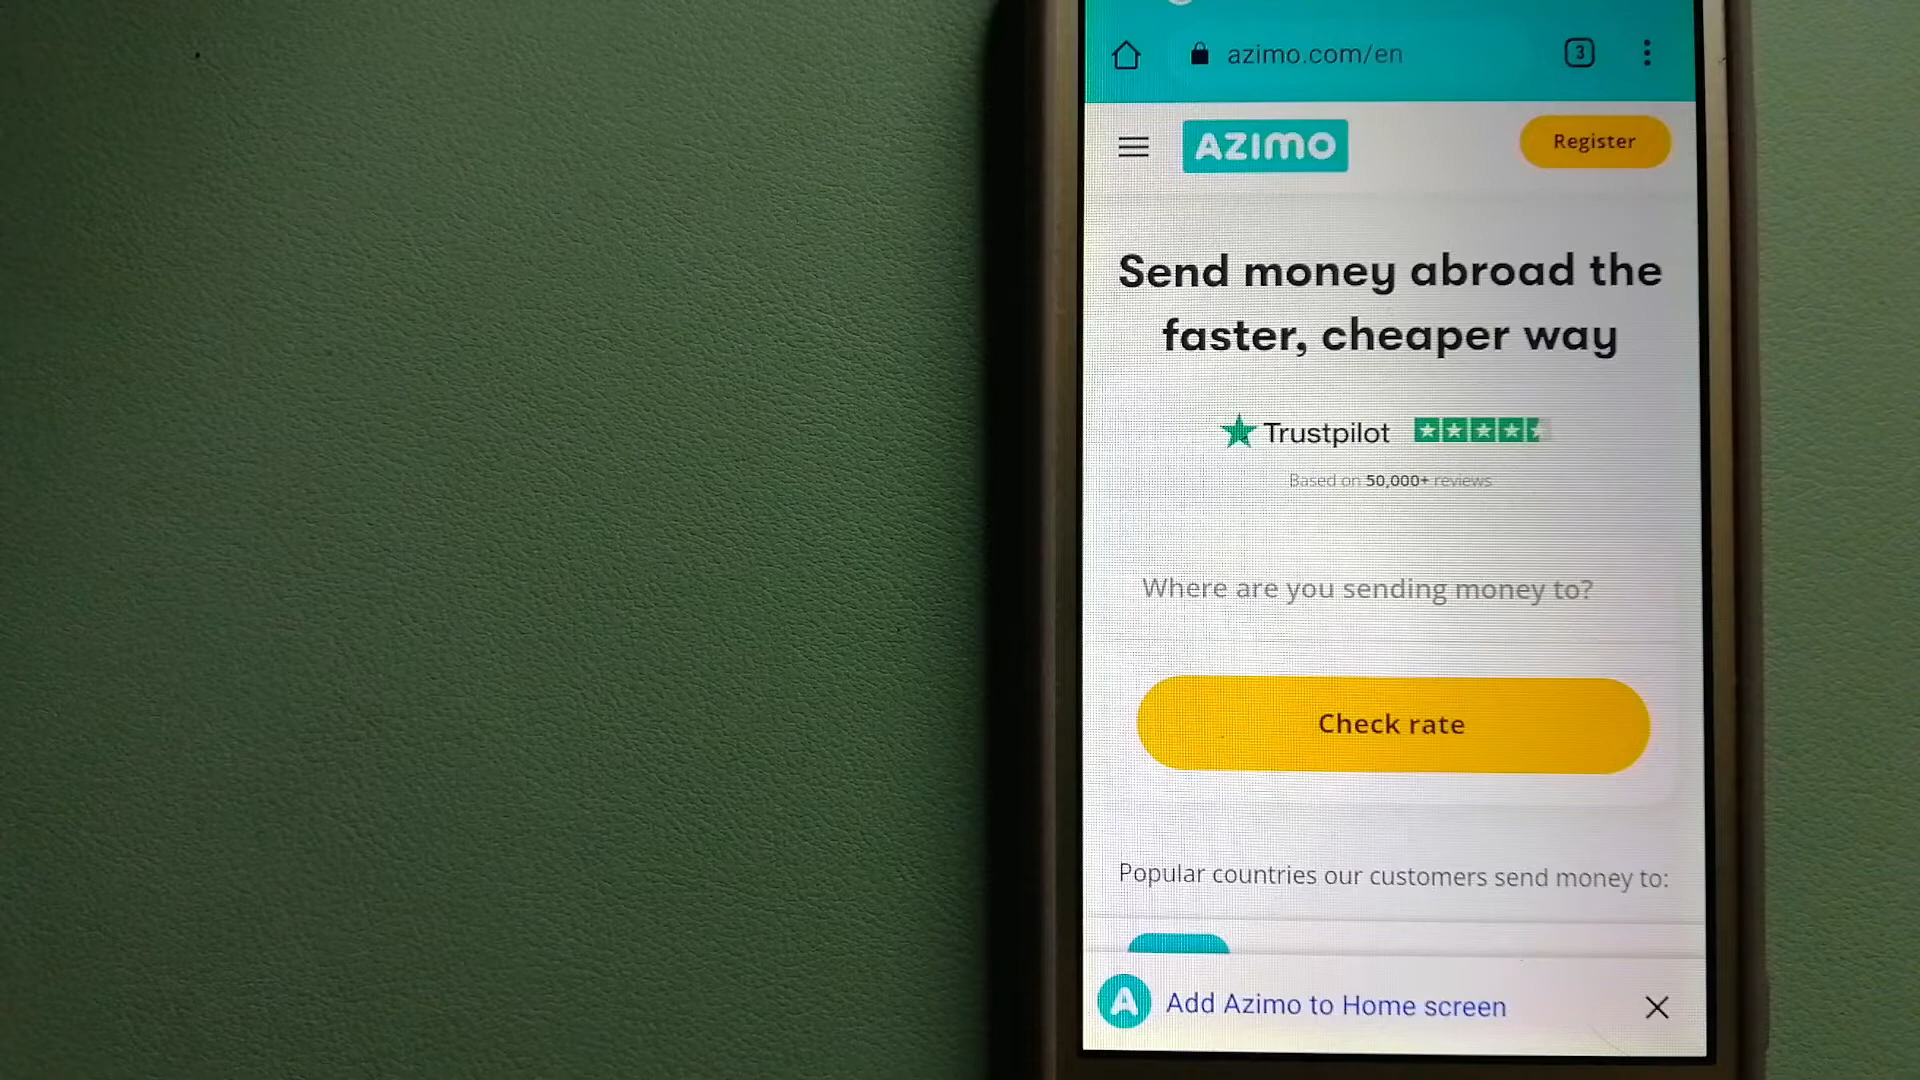 azimo.com/en
3
AZIMO
Register
Send money abroad the
faster, cheaper way
Trustpilot
Based on 50,000+ reviews
Where are you sending money to?
Check rate
Popular countries our customers send money to:
A
Add Azimo to Home screen